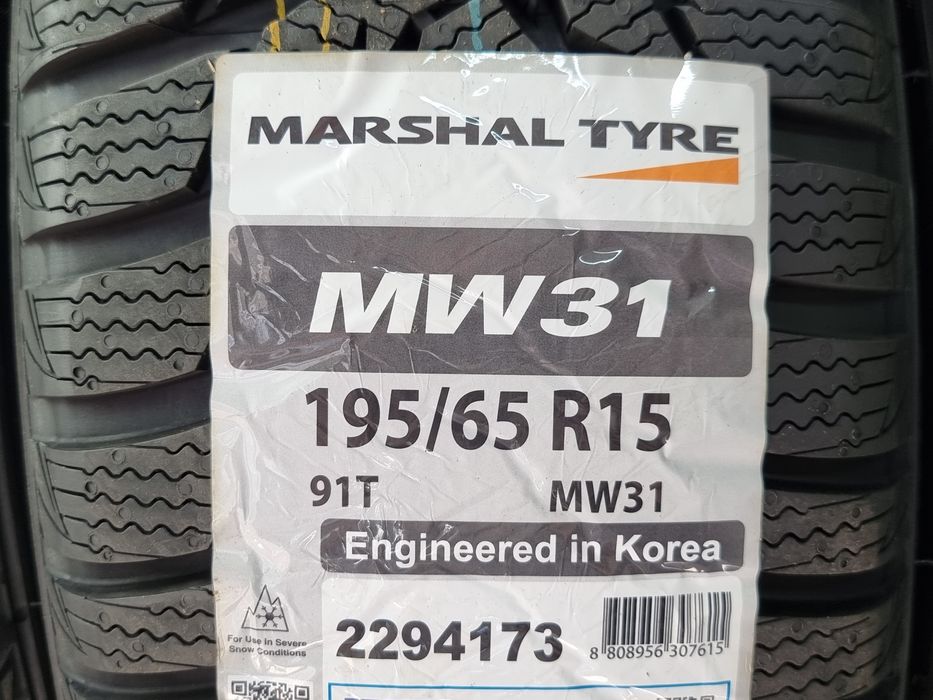 MARSHAL TYRE
MW31
195/65 R15
91T MW31
Engineered in Korea
For Use In Severe
Snow Conditions
2294173
8 808956 307615